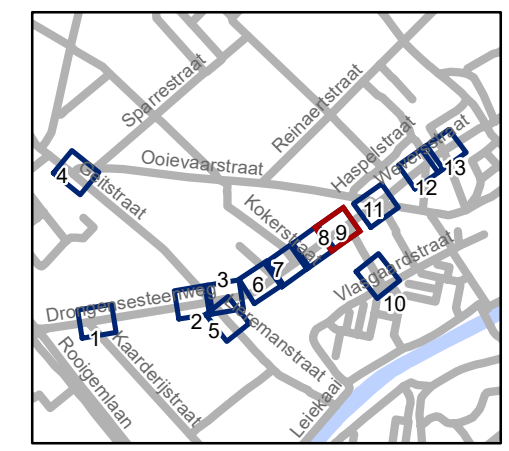 Sparrestraat
Reinaertstraat
Haspelstraat
Weversstraat
Ooievaarstraat
Geitstraat
Kokerstraat
Vlasgaardstraat
Drongensesteenweg
Rooigemlaan
Kaarderijstraat
Leiekaai
4
13
12
11
9
8
7
6
3
10
2
5
1